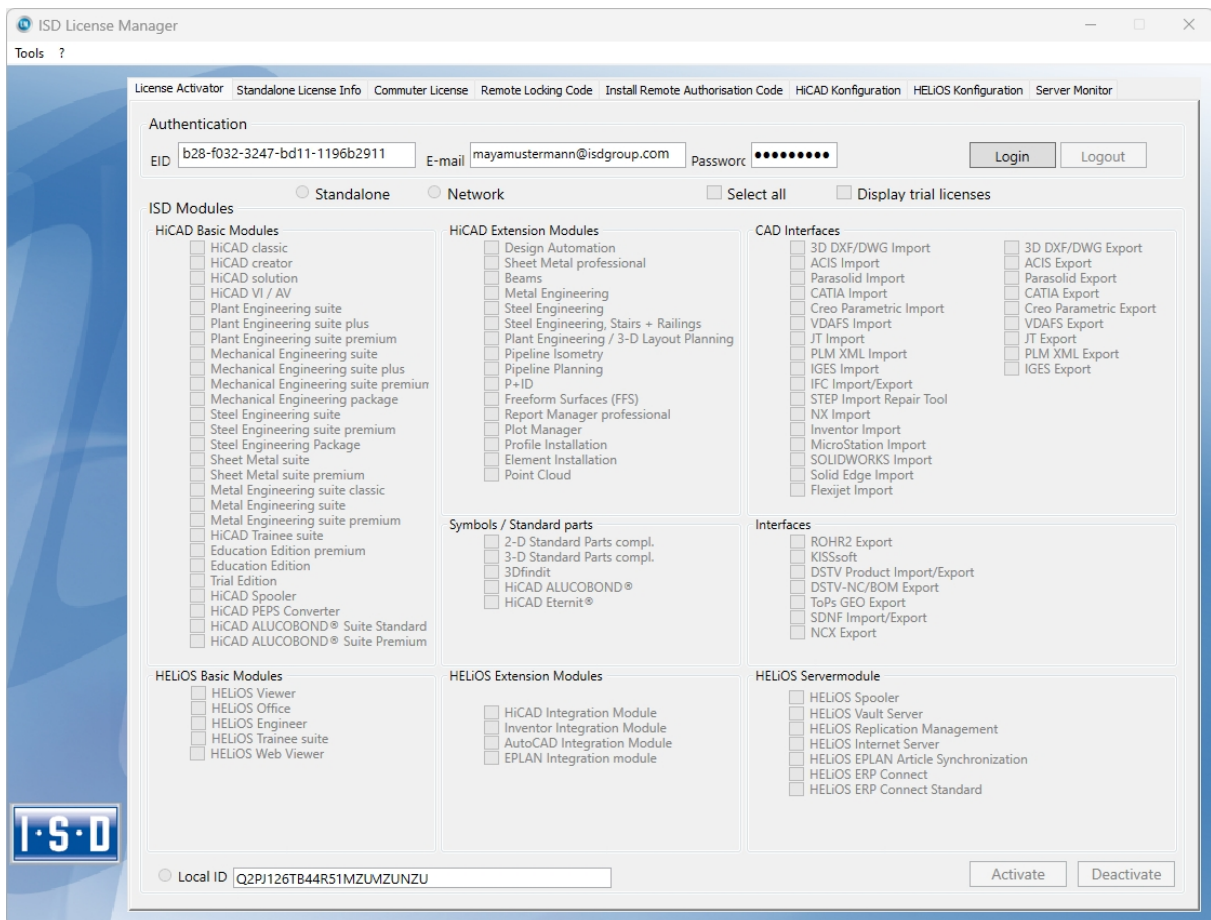 ISD License Manager
Tools ?
License Activator Standalone License Info Commuter License Remote Locking Code Install Remote Authorisation Code HiCAD Konfiguration HELiOS Konfiguration Server Monitor
Authentication
EID b28-f032-3247-bd11-1196b2911 E-mail mayamustermann@isdgroup.com Passworc ●●●●●●●●● Login Logout
Standalone Network Select all Display trial licenses
ISD Modules
HiCAD Basic Modules
HiCAD classic
HiCAD creator
HiCAD solution
HiCAD VI / AV
Plant Engineering suite
Plant Engineering suite plus
Plant Engineering suite premium
Mechanical Engineering suite
Mechanical Engineering suite plus
Mechanical Engineering suite premiun
Mechanical Engineering package
Steel Engineering suite
Steel Engineering suite premium
Steel Engineering Package
Sheet Metal suite
Sheet Metal suite premium
Metal Engineering suite classic
Metal Engineering suite
Metal Engineering suite premium
HiCAD Trainee suite
Education Edition premium
Education Edition
Trial Edition
HiCAD Spooler
HiCAD PEPS Converter
HiCAD ALUCOBOND® Suite Standard
HiCAD ALUCOBOND® Suite Premium
HiCAD Extension Modules
Design Automation
Sheet Metal professional
Beams
Metal Engineering
Steel Engineering
Steel Engineering, Stairs + Railings
Plant Engineering / 3-D Layout Planning
Pipeline Isometry
Pipeline Planning
P+ID
Freeform Surfaces (FFS)
Report Manager professional
Plot Manager
Profile Installation
Element Installation
Point Cloud
CAD Interfaces
3D DXF/DWG Import
ACIS Import
Parasolid Import
CATIA Import
Creo Parametric Import
VDAFS Import
JT Import
PLM XML Import
IGES Import
IFC Import/Export
STEP Import Repair Tool
NX Import
Inventor Import
MicroStation Import
SOLIDWORKS Import
Solid Edge Import
Flexijet Import
3D DXF/DWG Export
ACIS Export
Parasolid Export
CATIA Export
Creo Parametric Export
VDAFS Export
JT Export
PLM XML Export
IGES Export
Symbols / Standard parts
2-D Standard Parts compl.
3-D Standard Parts compl.
3Dfindit
HiCAD ALUCOBOND®
HiCAD Eternit®
Interfaces
ROHR2 Export
KISSsoft
DSTV Product Import/Export
DSTV-NC/BOM Export
ToPs GEO Export
SDNF Import/Export
NCX Export
HELiOS Basic Modules
HELiOS Viewer
HELiOS Office
HELiOS Engineer
HELiOS Trainee suite
HELiOS Web Viewer
HELiOS Extension Modules
HiCAD Integration Module
Inventor Integration Module
AutoCAD Integration Module
EPLAN Integration module
HELiOS Servermodule
HELiOS Spooler
HELiOS Vault Server
HELiOS Replication Management
HELiOS Internet Server
HELiOS EPLAN Article Synchronization
HELiOS ERP Connect
HELiOS ERP Connect Standard
I·S·D
Local ID Q2PJ126TB44R51MZUMZUNZU Activate Deactivate